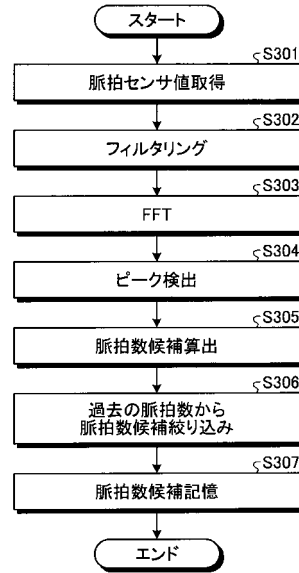 スタート
S301
脈拍センサ値取得
S302
フィルタリング
S303
FFT
S304
ピーク検出
S305
脈拍数候補算出
S306
過去の脈拍数から
脈拍数候補絞り込み
S307
脈拍数候補記憶
エンド